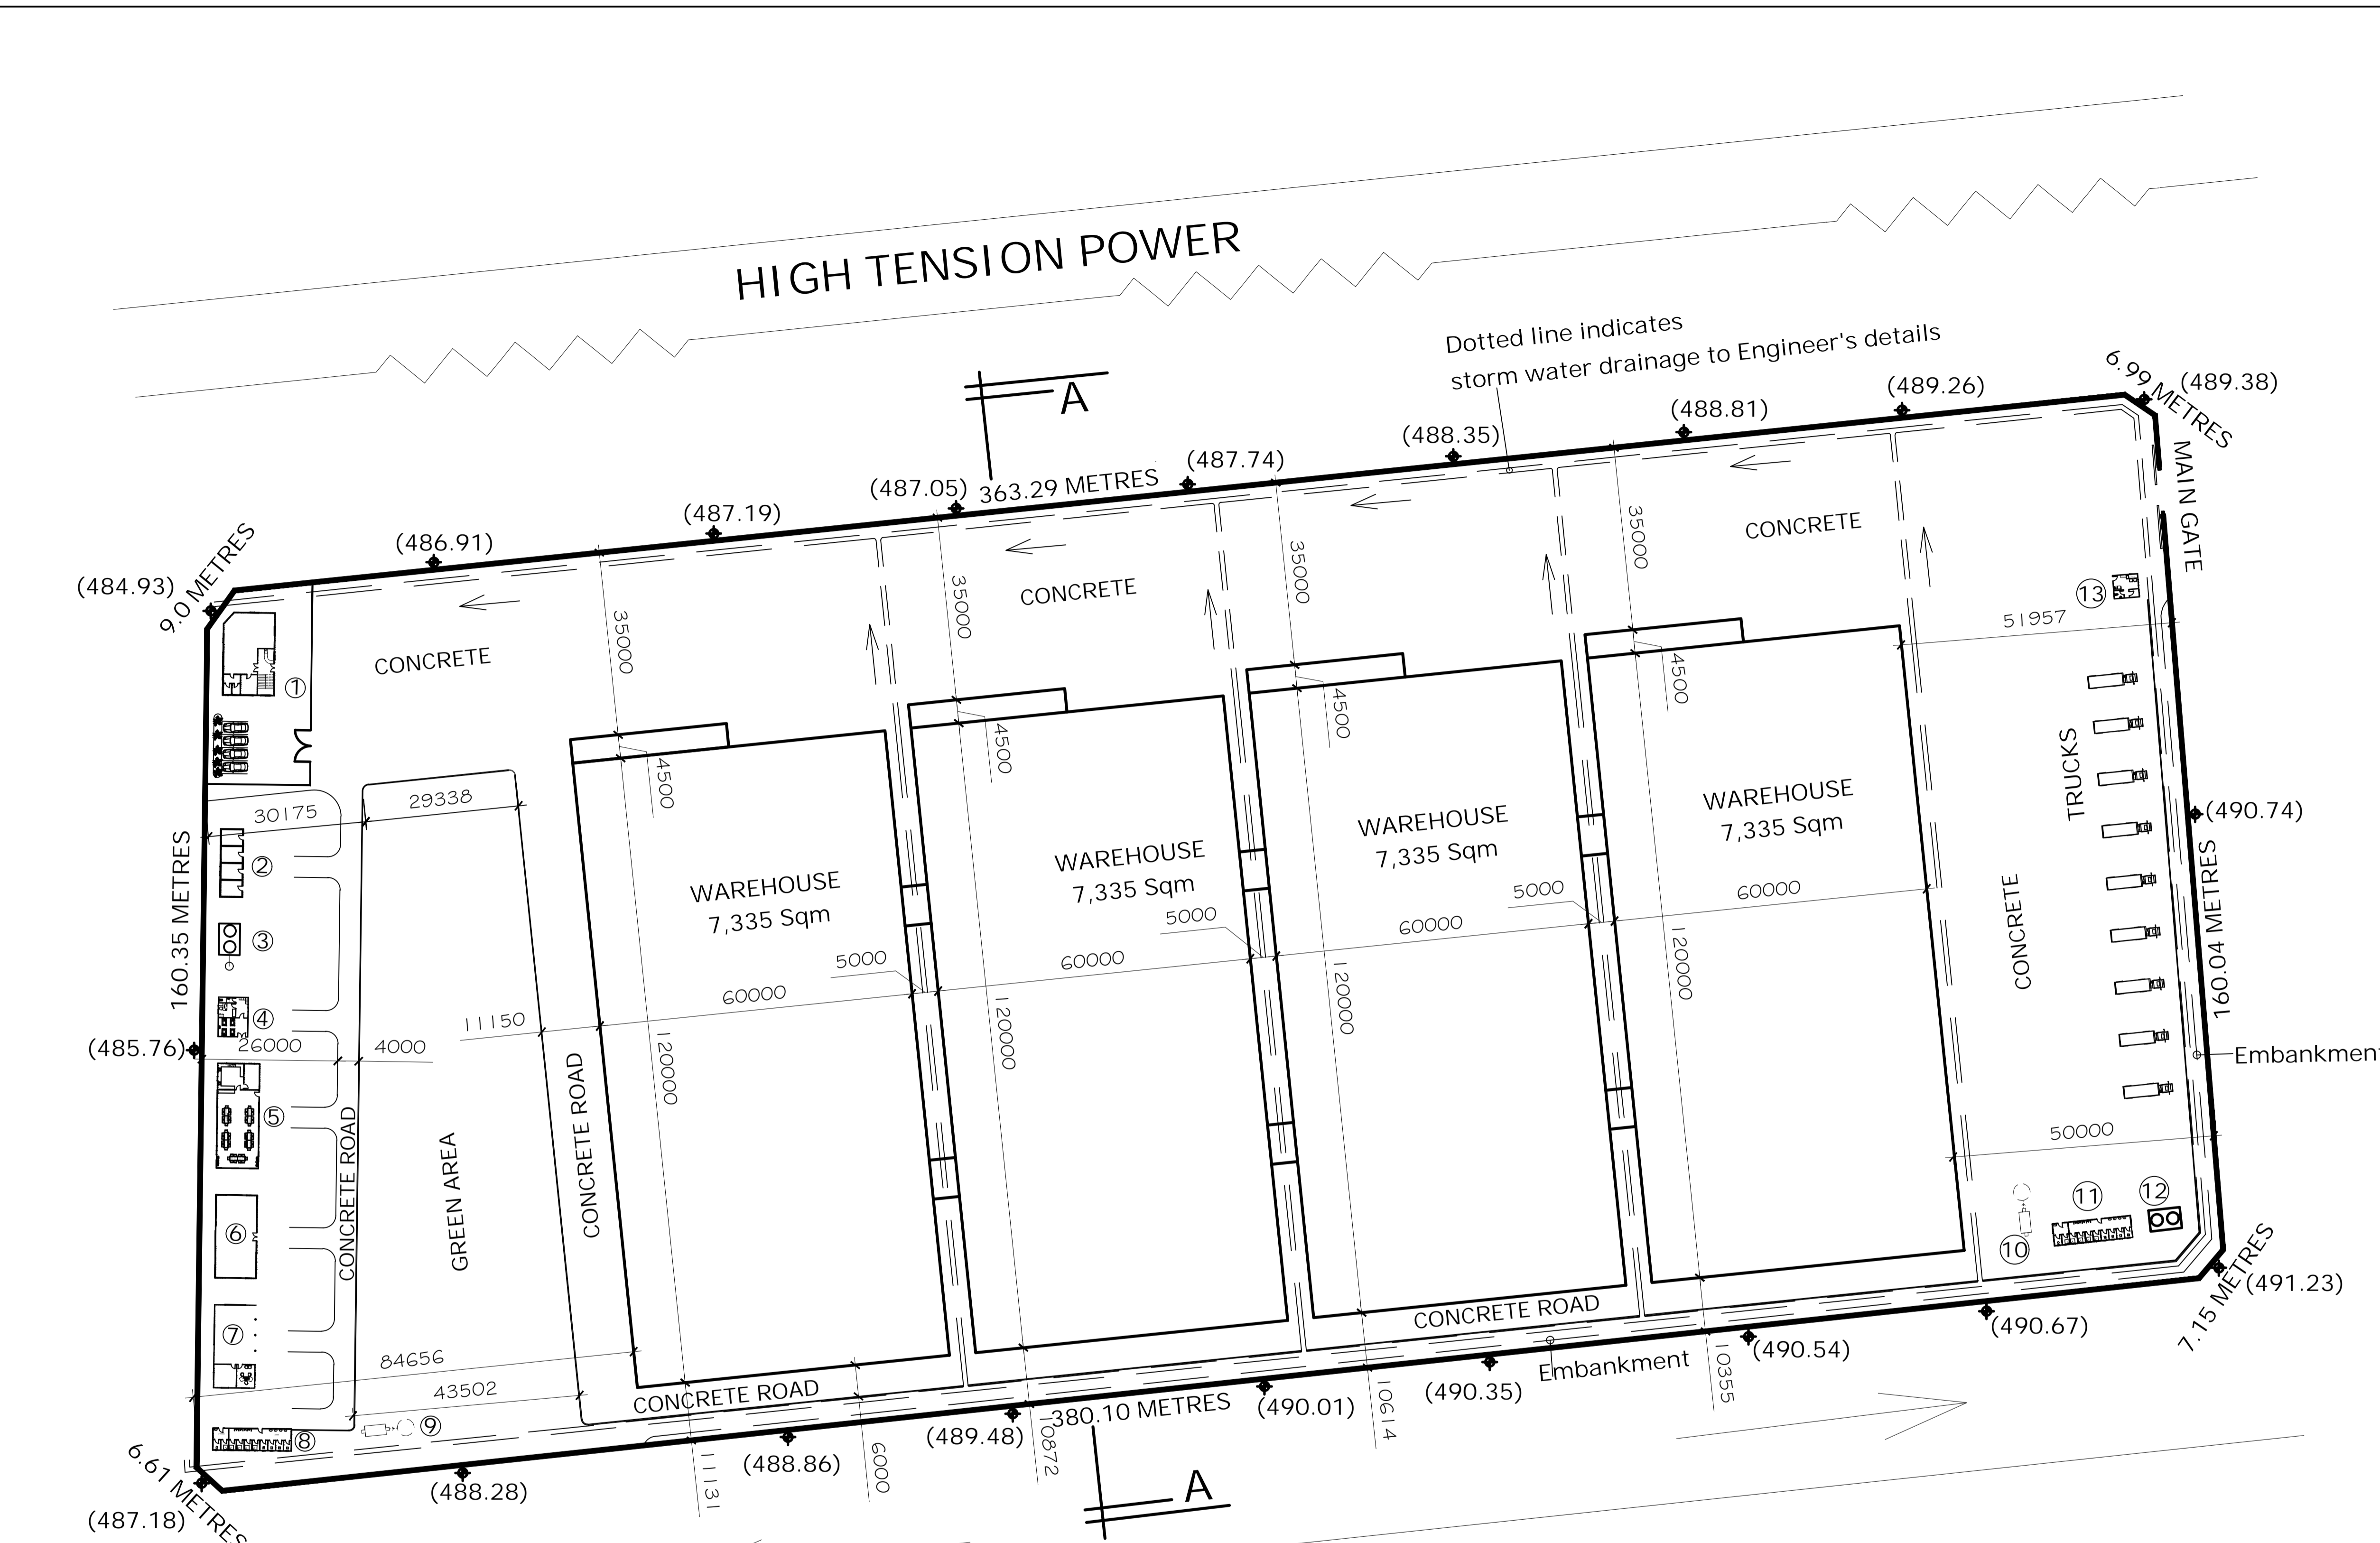 HIGH TENSION POWER
Dotted line indicates
storm water drainage to Engineer's details
A
6.99 METRES
(489.38)
(489.26)
(488.81)
(488.35)
(487.74)
363.29 METRES
(487.05)
(487.19)
(486.91)
(484.93)
9.0 METRES
MAIN GATE
CONCRETE
CONCRETE
CONCRETE
35000
35000
35000
35000
13
51957
1
4500
4500
4500
4500
TRUCKS
30175
29338
160.35 METRES
2
3
4
WAREHOUSE
7,335 Sqm
WAREHOUSE
7,335 Sqm
WAREHOUSE
7,335 Sqm
WAREHOUSE
7,335 Sqm
(490.74)
160.04 METRES
CONCRETE
5000
5000
5000
60000
60000
60000
60000
11150
120000
120000
120000
120000
(485.76)
26000
4000
Embankment
5
CONCRETE ROAD
GREEN AREA
CONCRETE ROAD
50000
6
7
10
11
12
84656
43502
CONCRETE ROAD
CONCRETE ROAD
Embankment
8
9
(491.23)
7.15 METRES
(490.67)
(490.54)
10355
(490.35)
10614
(490.01)
380.10 METRES
10872
(489.48)
6000
(488.86)
11131
(488.28)
6.61 METRES
(487.18)
A